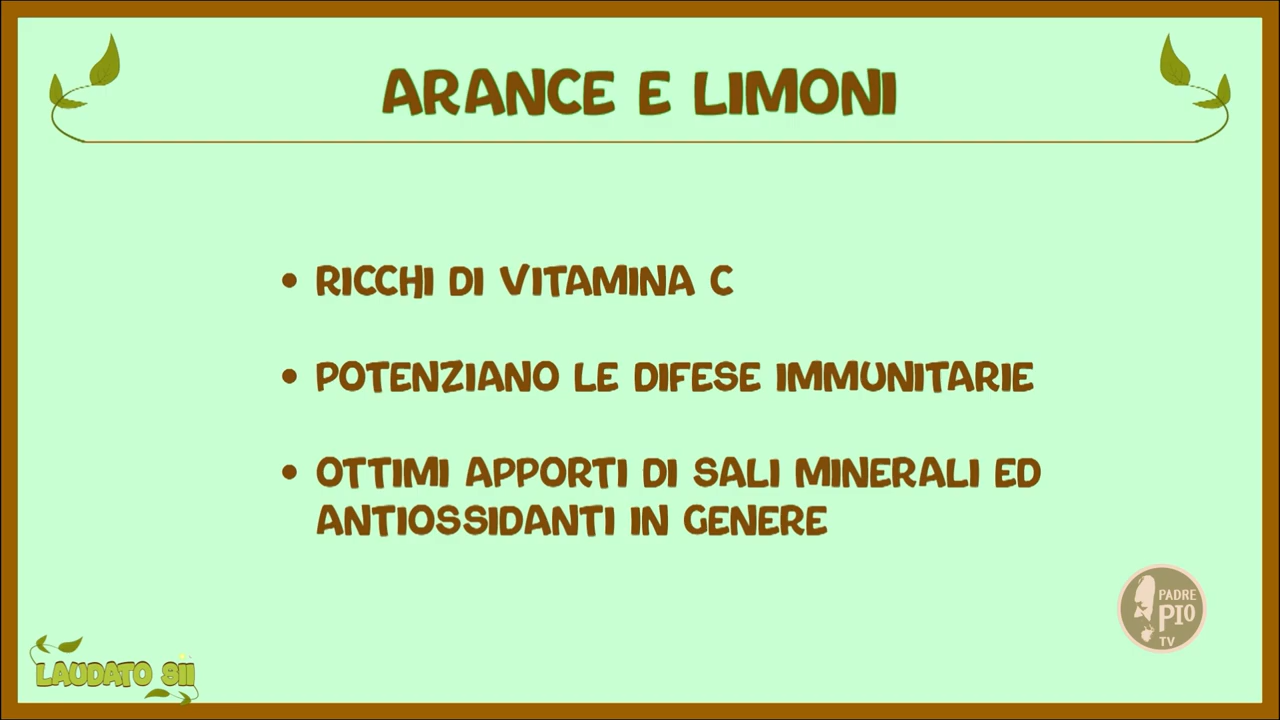 ARANCE E LIMONI
• RICCHI DI VITAMINA C
• POTENZIANO LE DIFESE IMMUNITARIE
• OTTIMI APPORTI DI SALI MINERALI ED
ANTIOSSIDANTI IN GENERE
PADRE
PIO
TV
LAUDATO SII